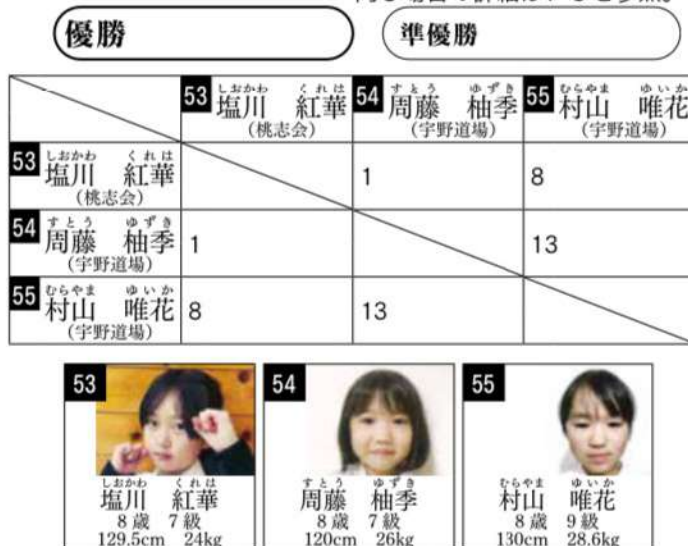 優勝 準優勝
53 しおかわ くれは 54 すとう ゆずき 55 むらやま ゆいか
塩川 紅華 周藤 柚季 村山 唯花
(桃志会) (宇野道場) (宇野道場)
53 しおかわ くれは
塩川 紅華 1 8
(桃志会)
54 すとう ゆずき
周藤 柚季 1 13
(宇野道場)
55 むらやま ゆいか
村山 唯花 8 13
(宇野道場)
53 54 55
しおかわ くれは すとう ゆずき むらやま ゆいか
塩川 紅華 周藤 柚季 村山 唯花
8歳 7級 8歳 7級 8歳 9級
129.5cm 24kg 120cm 26kg 130cm 28.6kg